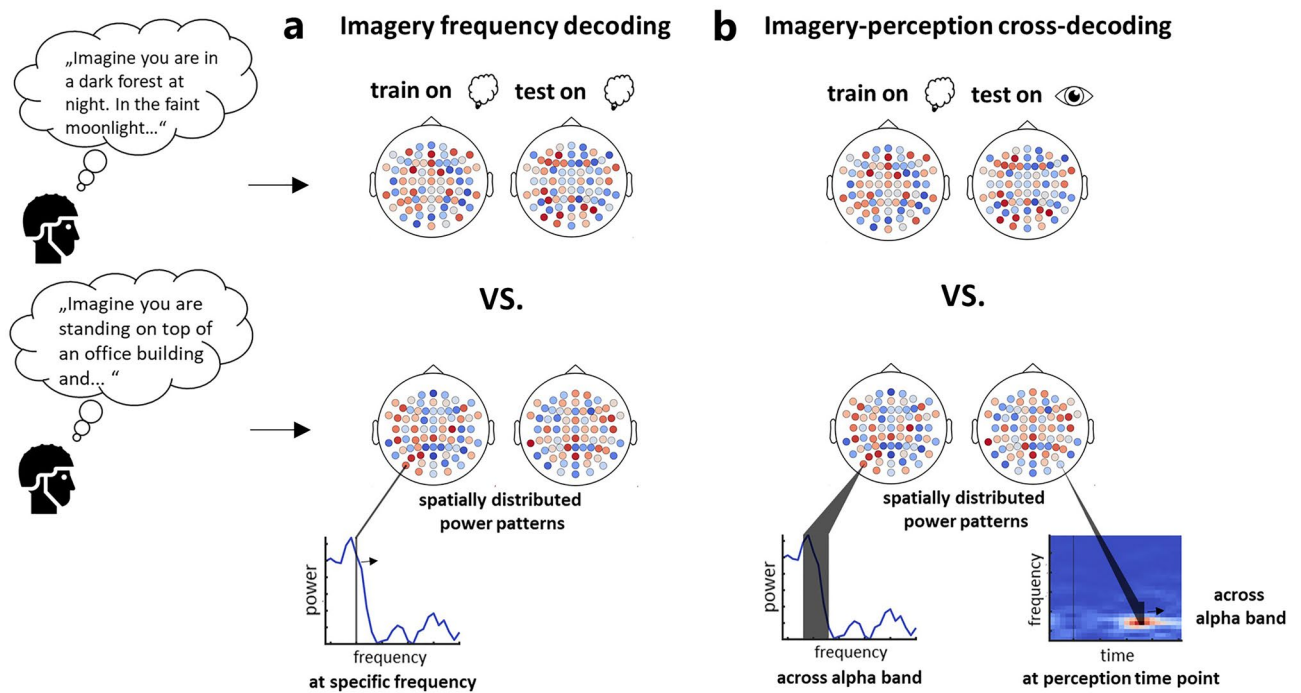 „Imagine you are in
a dark forest at
night. In the faint
moonlight...“
„Imagine you are
standing on top of
an office building
and... “
a Imagery frequency decoding
train on test on
vs.
spatially distributed
power patterns
power
frequency
at specific frequency
b Imagery-perception cross-decoding
train on test on
vs.
spatially distributed
power patterns
power
frequency
across alpha band
frequency
time
at perception time point
across
alpha band